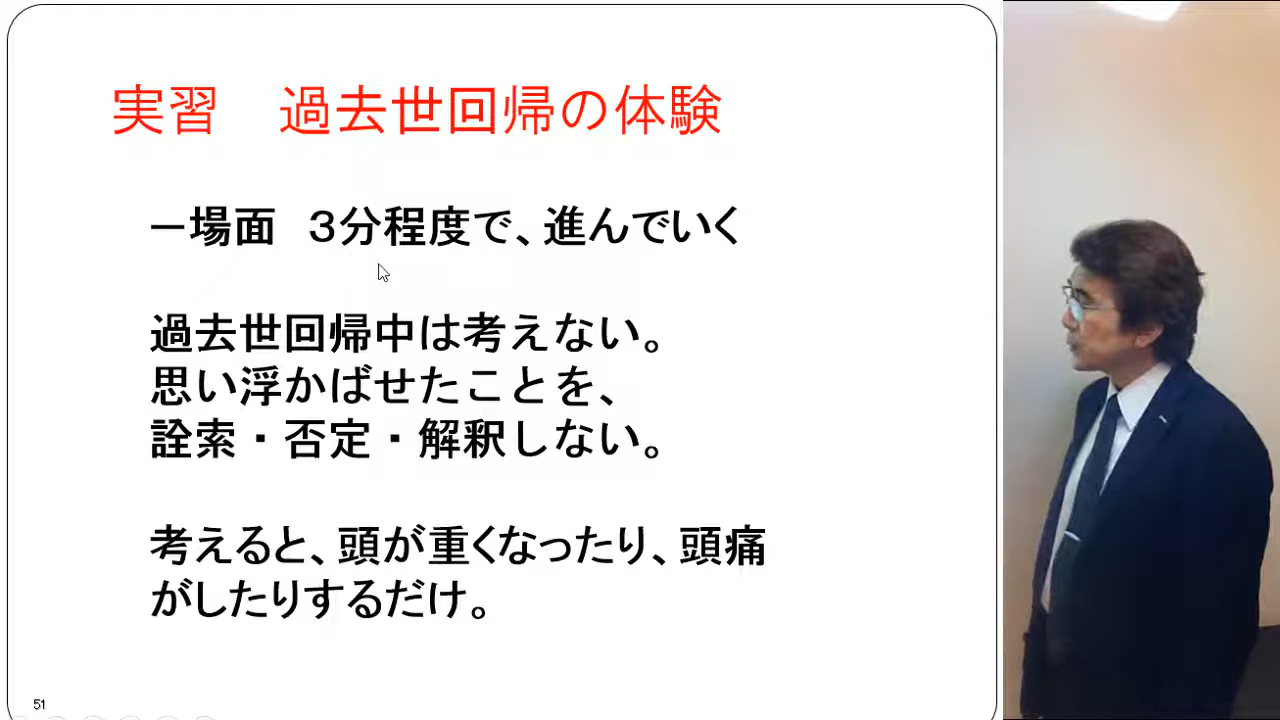 実習　過去世回帰の体験
一場面　３分程度で、進んでいく
過去世回帰中は考えない。
思い浮かばせたことを、
詮索・否定・解釈しない。
考えると、頭が重くなったり、頭痛
がしたりするだけ。
51